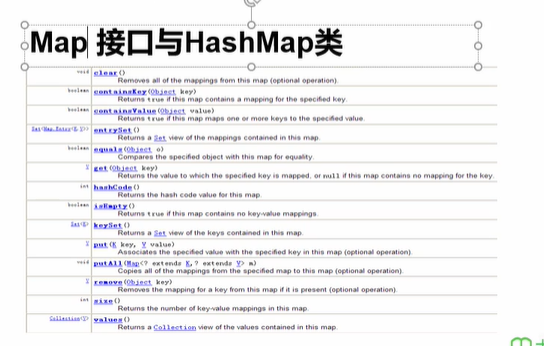 Map 接口与HashMap类
void clear()
Removes all of the mappings from this map (optional operation).
boolean containsKey(Object key)
Returns true if this map contains a mapping for the specified key.
boolean containsValue(Object value)
Returns true if this map maps one or more keys to the specified value.
Set<Map.Entry<K,V>> entrySet()
Returns a Set view of the mappings contained in this map.
boolean equals(Object o)
Compares the specified object with this map for equality.
V get(Object key)
Returns the value to which the specified key is mapped, or null if this map contains no mapping for the key.
int hashCode()
Returns the hash code value for this map.
boolean isEmpty()
Returns true if this map contains no key-value mappings.
Set<K> keySet()
Returns a Set view of the keys contained in this map.
V put(K key, V value)
Associates the specified value with the specified key in this map (optional operation).
void putAll(Map<? extends K,? extends V> m)
Copies all of the mappings from the specified map to this map (optional operation).
V remove(Object key)
Removes the mapping for a key from this map if it is present (optional operation).
int size()
Returns the number of key-value mappings in this map.
Collection<V> values()
Returns a Collection view of the values contained in this map.